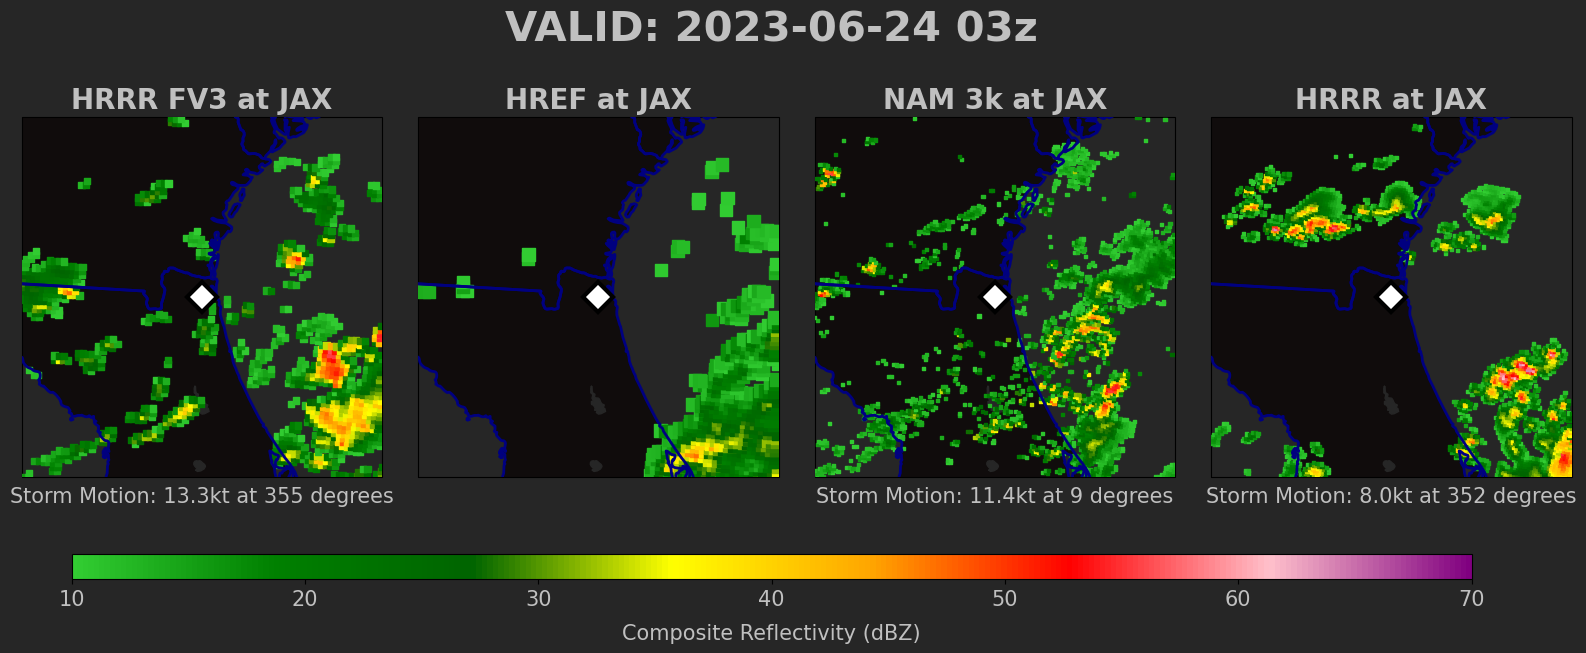 VALID: 2023-06-24 03z
HRRR FV3 at JAX
HREF at JAX
NAM 3k at JAX
HRRR at JAX
Storm Motion: 13.3kt at 355 degrees
Storm Motion: 11.4kt at 9 degrees
Storm Motion: 8.0kt at 352 degrees
10 20 30 40 50 60 70
Composite Reflectivity (dBZ)